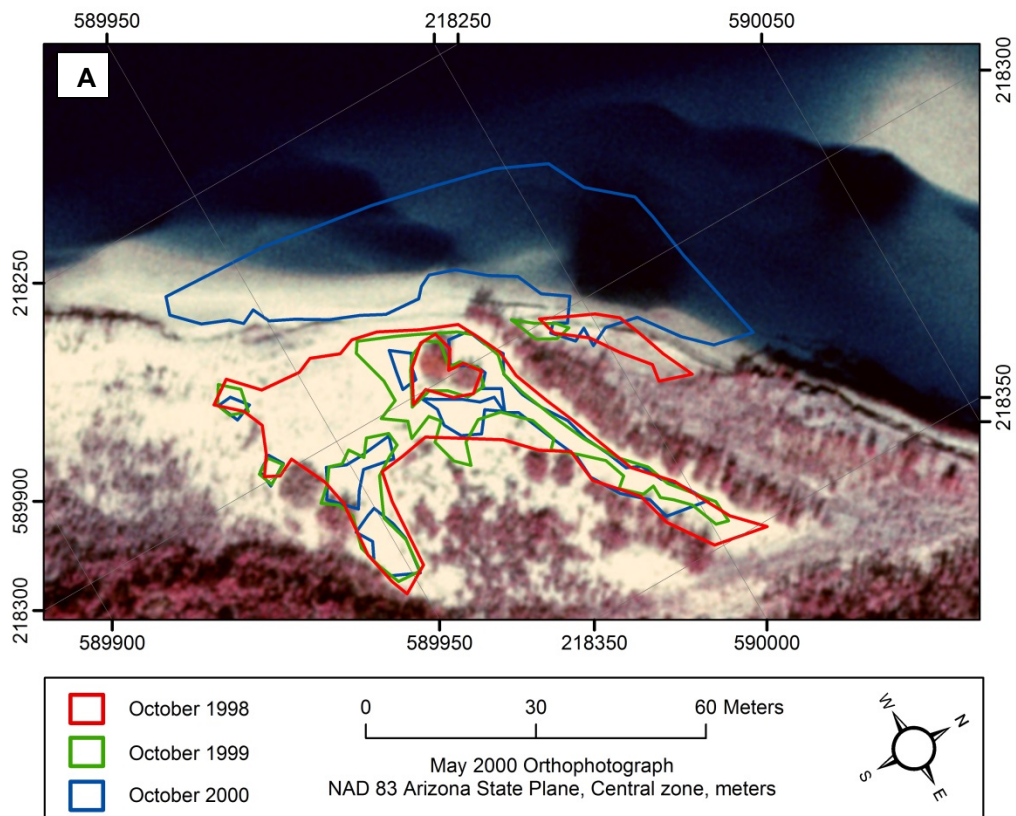 589950 218250 590050
A
218300
218250
218350
589900
218300
589900 589950 218350 590000
October 1998
October 1999
October 2000
0 30 60 Meters
May 2000 Orthophotograph
NAD 83 Arizona State Plane, Central zone, meters
W N
S E